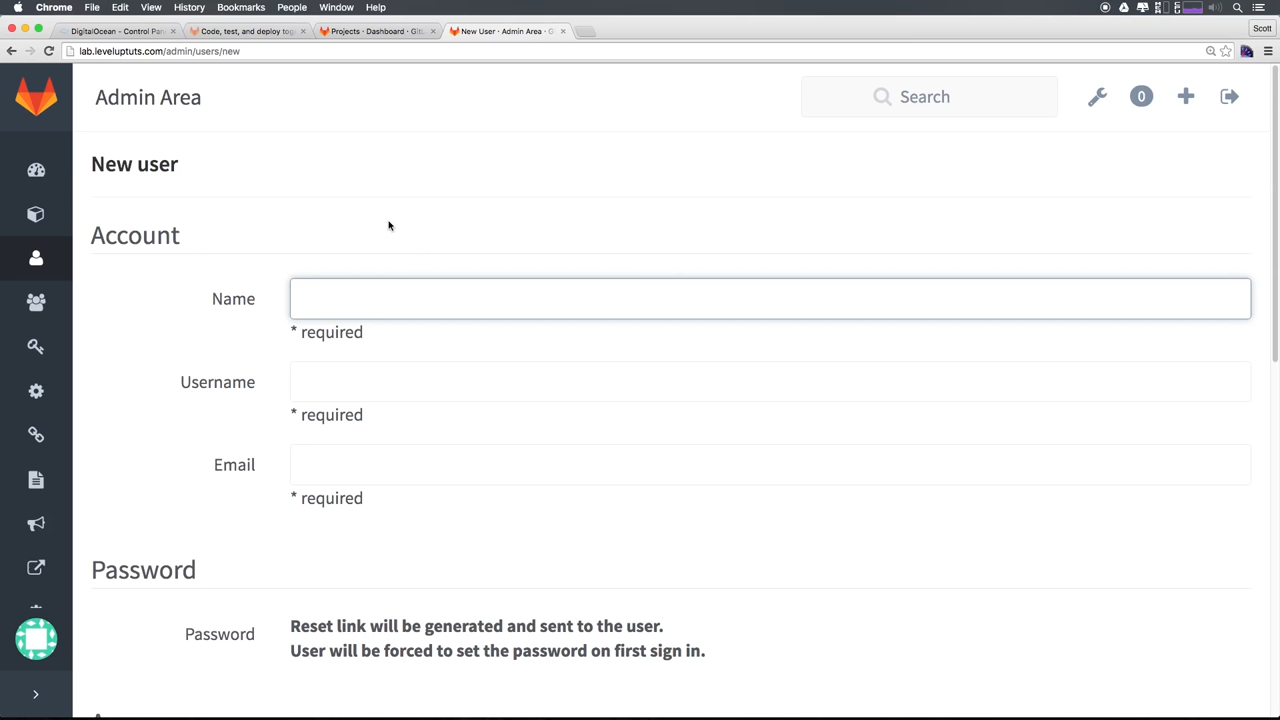 Chrome File Edit View History Bookmarks People Window Help
DigitalOcean - Control Pan
Code, test, and deploy tog
Projects · Dashboard · GitL
New User · Admin Area · G
Scott
lab.leveluptuts.com/admin/users/new
Admin Area
Search
0
New user
Account
Name
* required
Username
* required
Email
* required
Password
Password
Reset link will be generated and sent to the user.
User will be forced to set the password on first sign in.